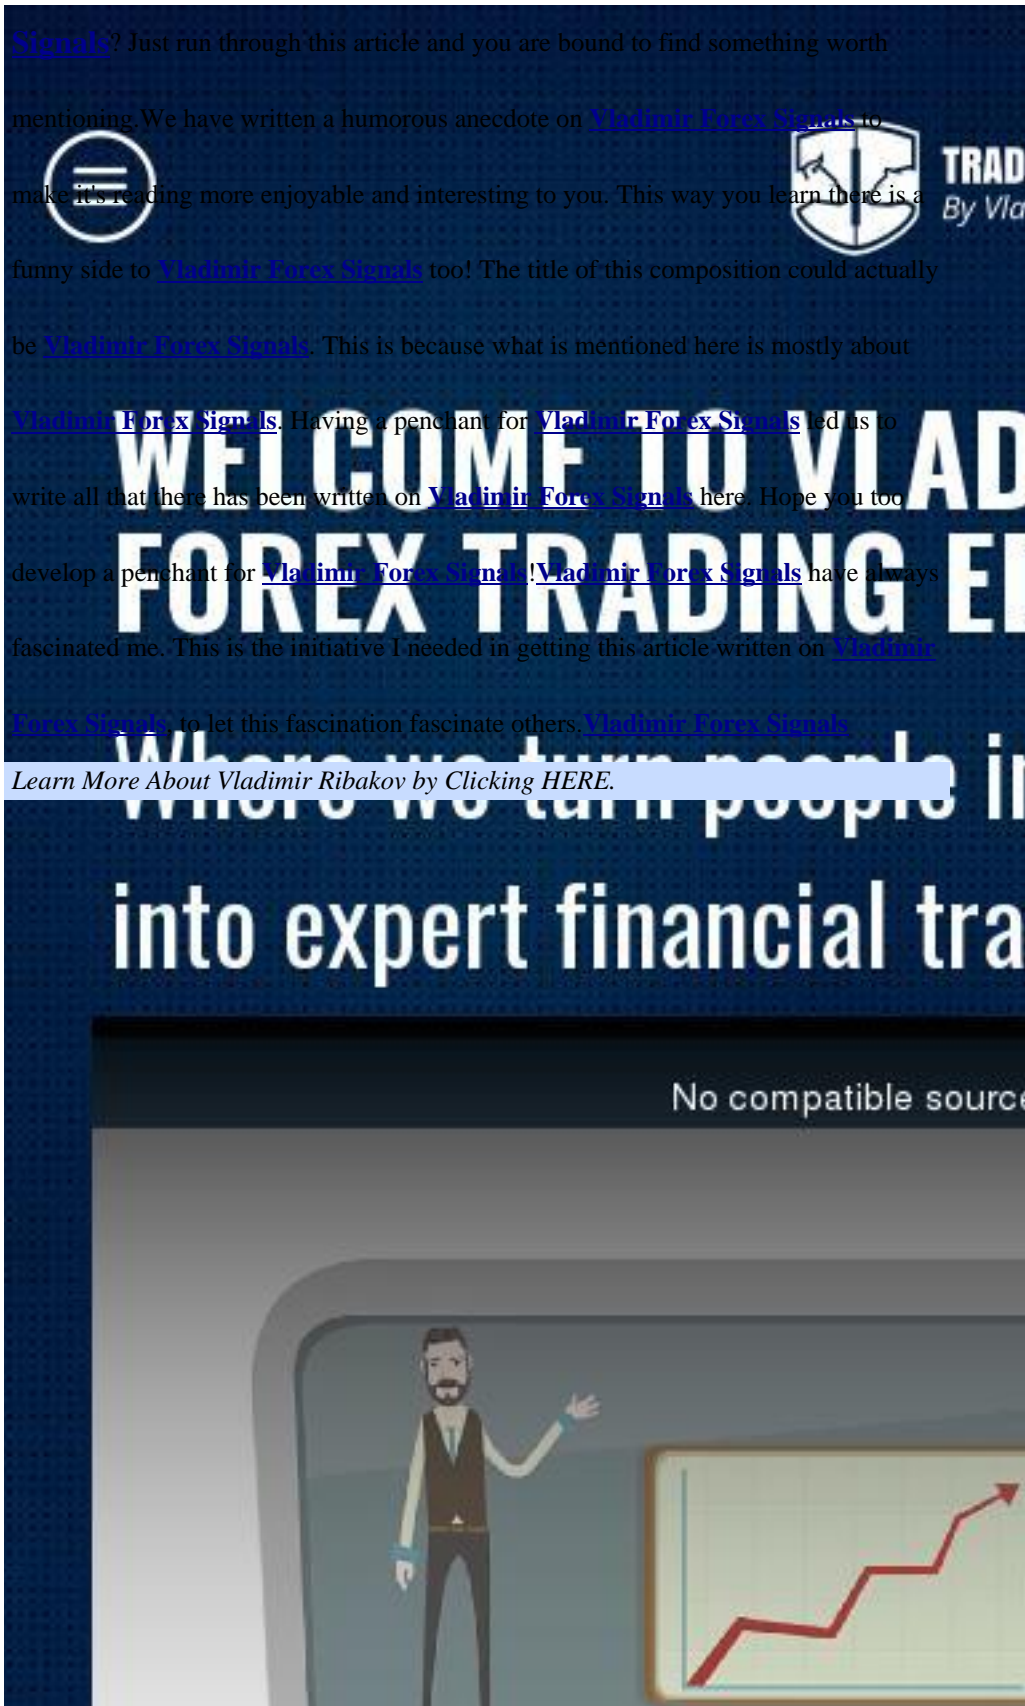 Signals? Just run through this article and you are bound to find something worth
mentioning.We have written a humorous anecdote on Vladimir Forex Signals to
TRAD
make it's reading more enjoyable and interesting to you. This way you learn there is a
By Vla
funny side to Vladimir Forex Signals too! The title of this composition could actually
be Vladimir Forex Signals. This is because what is mentioned here is mostly about
Vladimir Forex Signals. Having a penchant for Vladimir Forex Signals led us to
WELCOME TO VLAD
write all that there has been written on Vladimir Forex Signals here. Hope you too
develop a penchant for Vladimir Forex Signals!Vladimir Forex Signals have always
FOREX TRADING
fascinated me. This is the initiative I needed in getting this article written on Vladimir
Forex Signals, to let this fascination fascinate others.Vladimir Forex Signals
Where we turn people in
Learn More About Vladimir Ribakov by Clicking HERE.
into expert financial tra
No compatible source